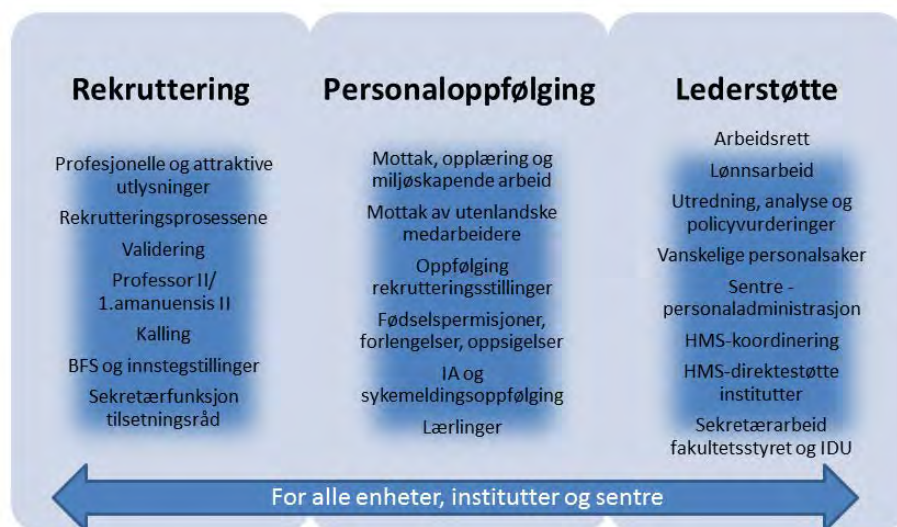 Rekruttering
Profesjonelle og attraktive
utlysninger
Rekrutteringsprosessene
Validering
Professor II/
1.amanuensis II
Kalling
BFS og innstegstillinger
Sekretærfunksjon
tilsetningsråd
Personaloppfølging
Mottak, opplæring og
miljøskapende arbeid
Mottak av utenlandske
medarbeidere
Oppfølging
rekrutteringsstillinger
Fødselspermisjoner,
forlengelser, oppsigelser
IA og
sykemeldingsoppfølging
Lærlinger
Lederstøtte
Arbeidsrett
Lønnsarbeid
Utredning, analyse og
policyvurderinger
Vanskelige personalsaker
Sentre -
personaladministrasjon
HMS-koordinering
HMS-direktestøtte
institutter
Sekretærarbeid
fakultetsstyret og IDU
For alle enheter, institutter og sentre